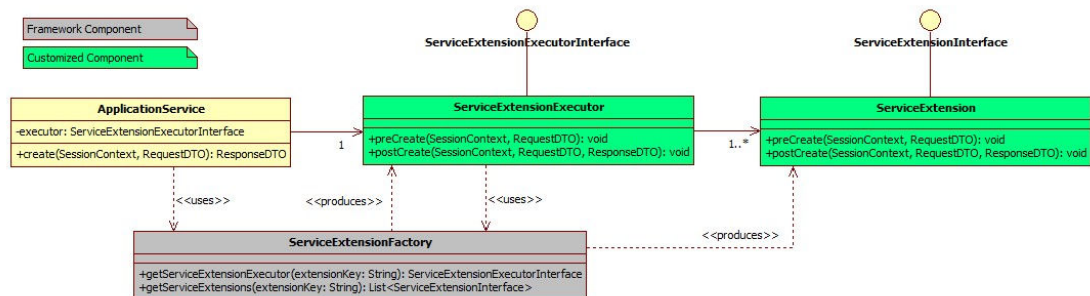 Framework Component
Customized Component
ServiceExtensionExecutorInterface
ServiceExtensionInterface
ApplicationService
-executor: ServiceExtensionExecutorInterface
+create(SessionContext, RequestDTO): ResponseDTO
1
ServiceExtensionExecutor
+preCreate(SessionContext, RequestDTO): void
+postCreate(SessionContext, RequestDTO, ResponseDTO): void
1..*
ServiceExtension
+preCreate(SessionContext, RequestDTO): void
+postCreate(SessionContext, RequestDTO, ResponseDTO): void
<<uses>>
<<produces>>
<<uses>>
<<produces>>
ServiceExtensionFactory
+getServiceExtensionExecutor(extensionKey: String): ServiceExtensionExecutorInterface
+getServiceExtensions(extensionKey: String): List<ServiceExtensionInterface>